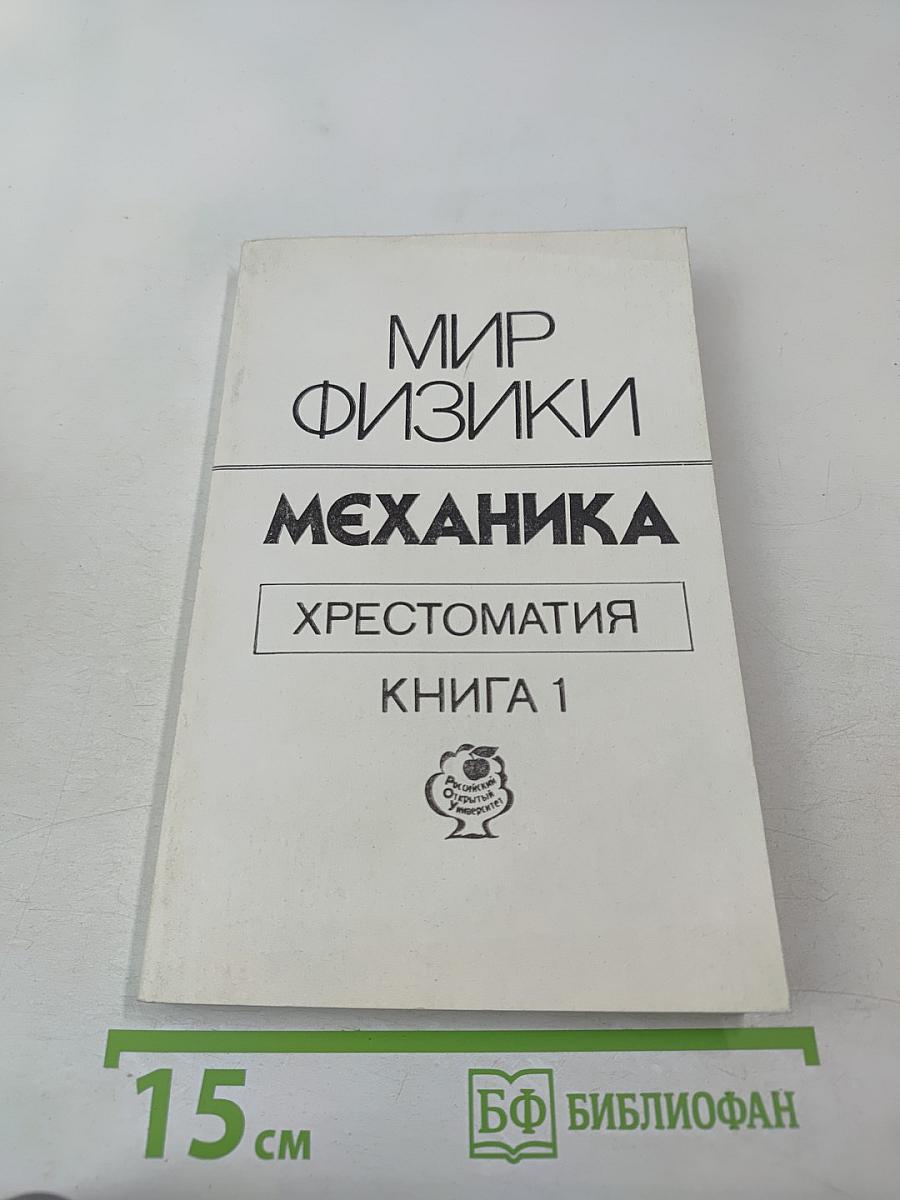 МИР
ФИЗИКИ
МЕХАНИКА
ХРЕСТОМАТИЯ
КНИГА 1
Российский
Открытый
Университет
15 см
БФ БИБЛИОФАН